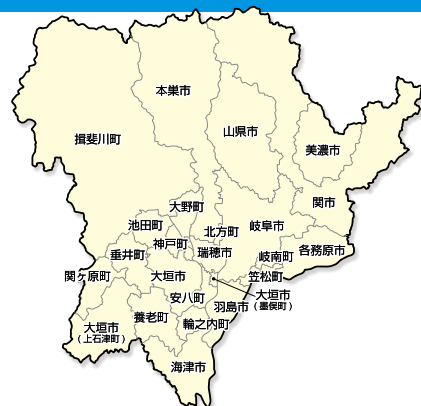 本巣市
山県市
揖斐川町
美濃市
関市
大野町
池田町
北方町
岐阜市
神戸町
垂井町
瑞穂市
岐南町
各務原市
関ヶ原町
大垣市
笠松町
安八町
大垣市
(墨俣町)
羽島市
養老町
輪之内町
大垣市
(上石津町)
海津市